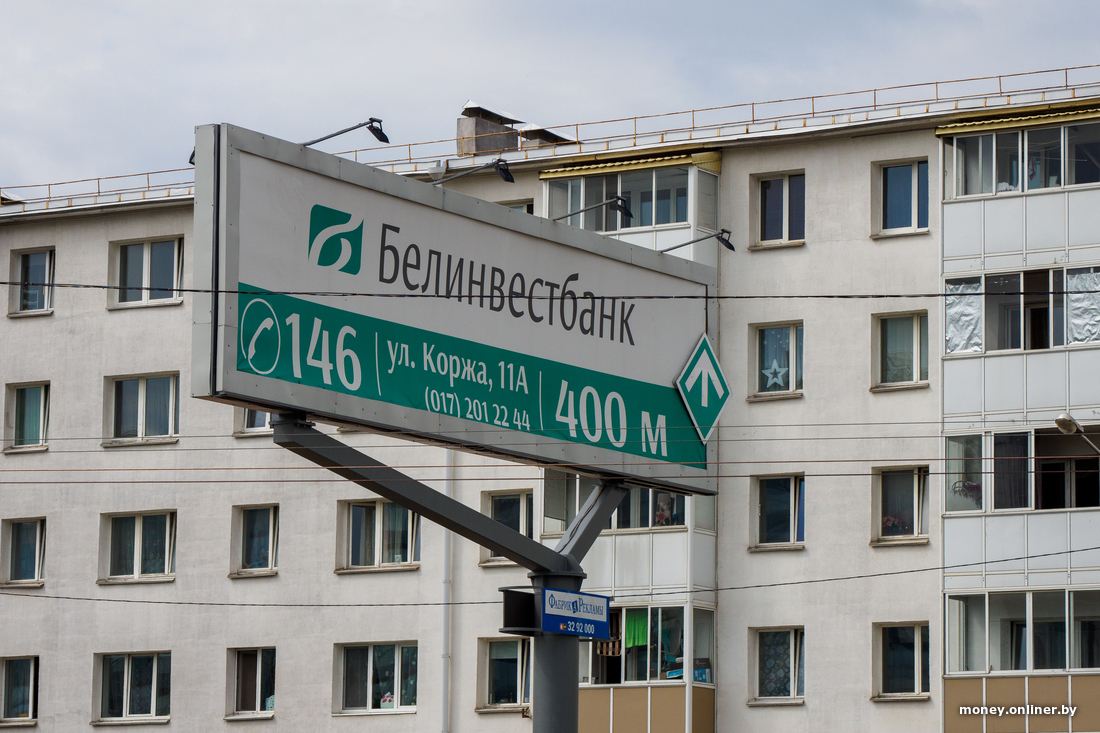 Белинвестбанк
146
ул. Коржа, 11А
(017) 201 22 44
400 м
Фабрика Рекламы
32 92 000
money.onliner.by